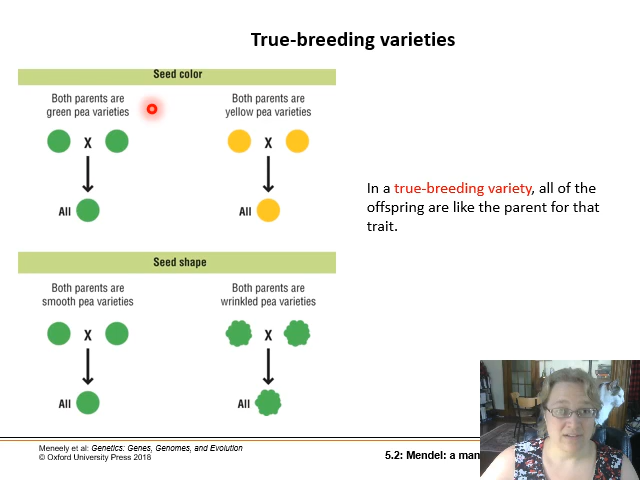 True-breeding varieties
Seed color
Both parents are
green pea varieties
X
All
Both parents are
yellow pea varieties
X
All
In a true-breeding variety, all of the
offspring are like the parent for that
trait.
Seed shape
Both parents are
smooth pea varieties
X
All
Both parents are
wrinkled pea varieties
X
All
Meneely et al: Genetics: Genes, Genomes, and Evolution
© Oxford University Press 2018
5.2: Mendel: a man